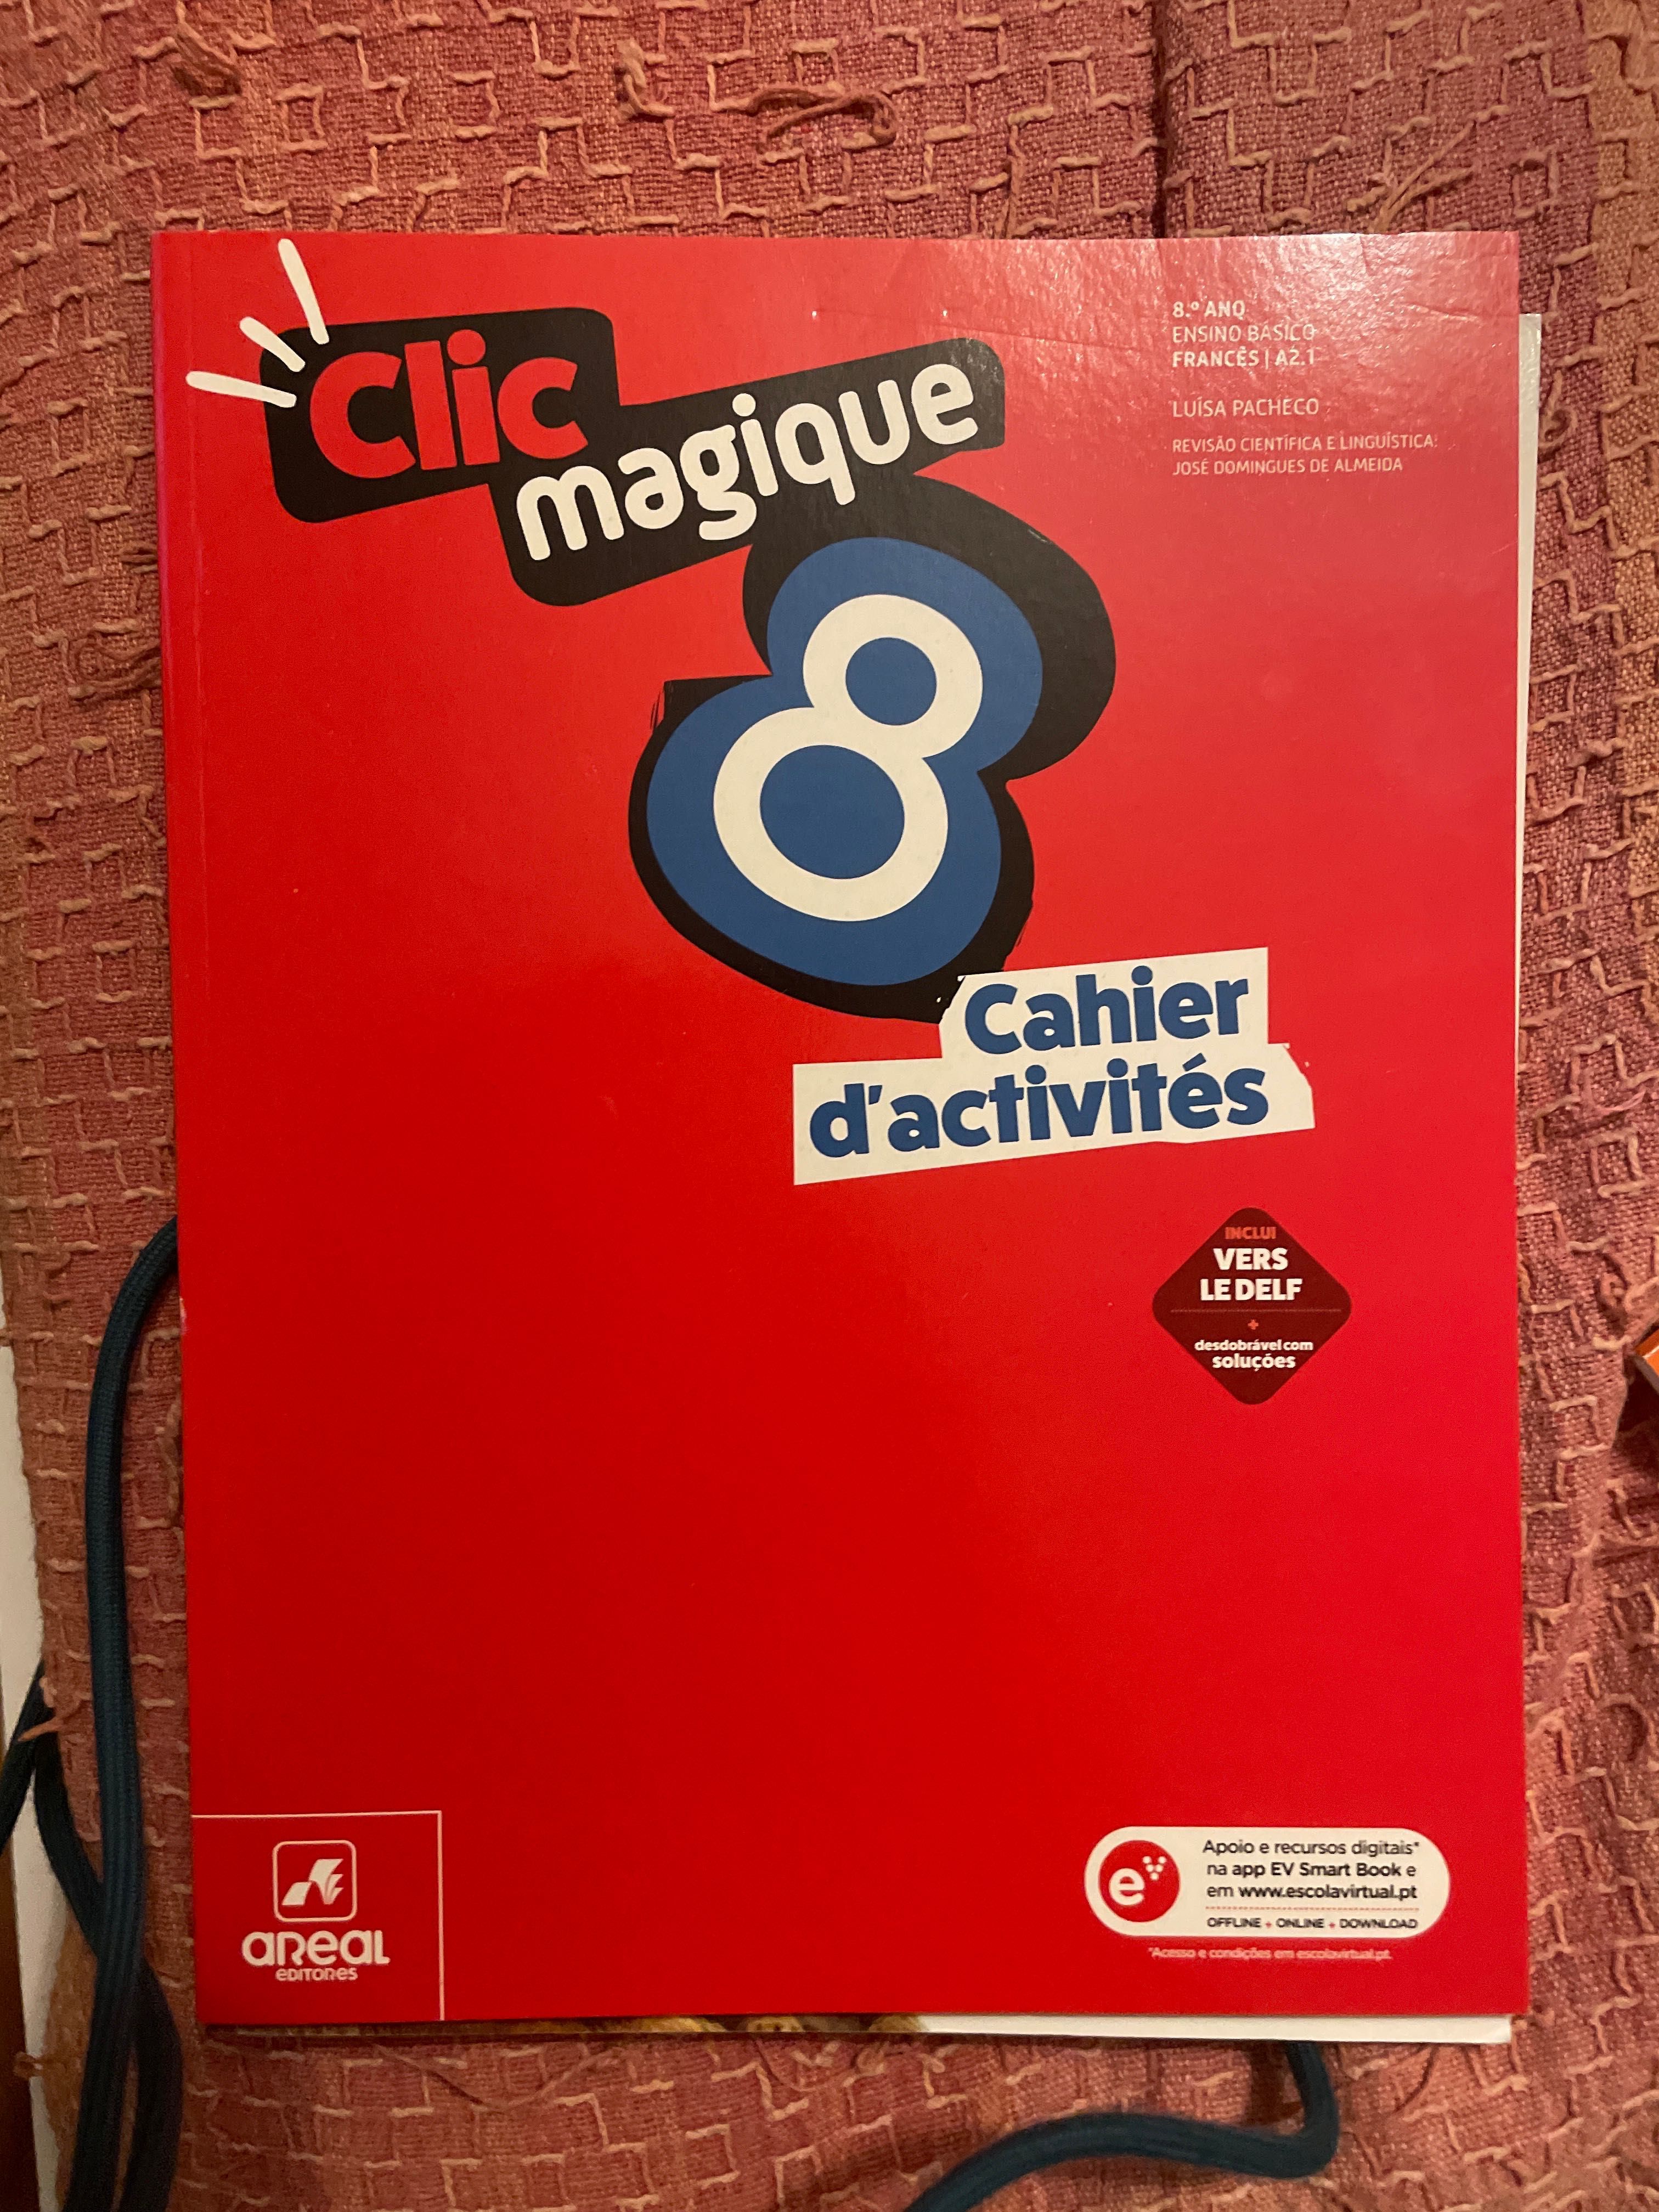 Clic
magique
8
8.º ANO
ENSINO BÁSICO
FRANCÊS | A2.1
LUÍSA PACHECO
REVISÃO CIENTÍFICA E LINGUÍSTICA:
JOSÉ DOMINGUES DE ALMEIDA
Cahier
d'activités
INCLUI
VERS
LE DELF
+
desdobrável com
soluções
AREAL
EDITORES
e
Apoio e recursos digitais*
na app EV Smart Book e
em www.escolavirtual.pt
OFFLINE + ONLINE + DOWNLOAD
*Acesso e condições em escolavirtual.pt.